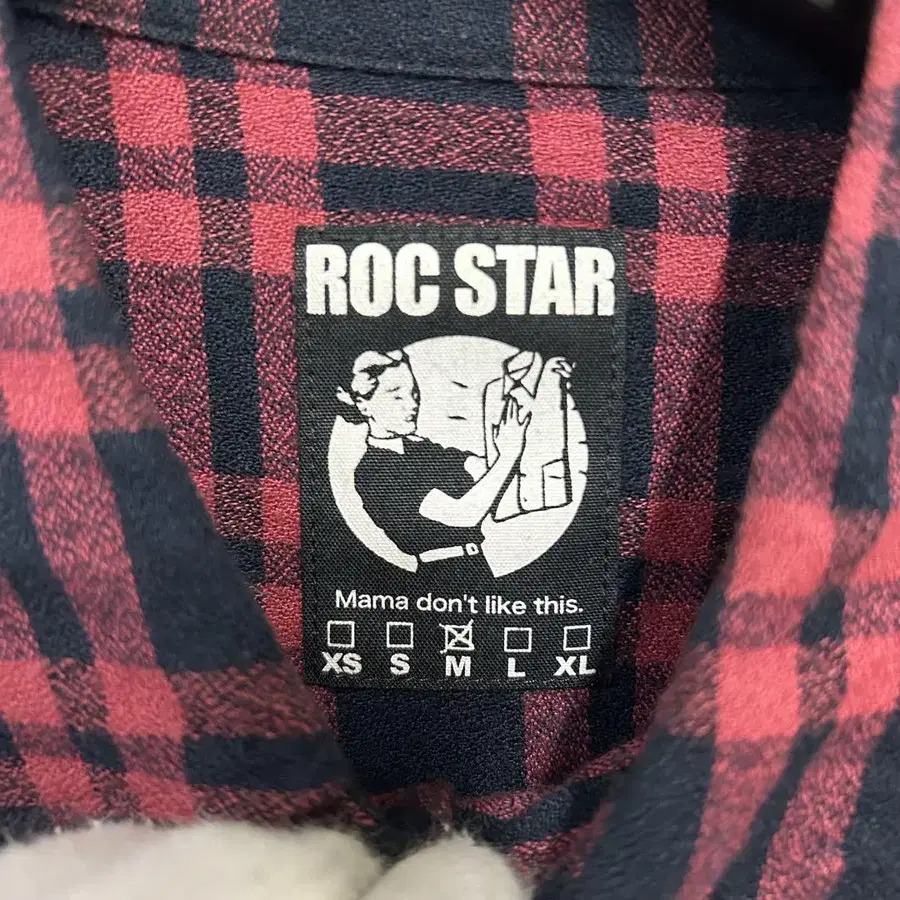 ROC STAR
Mama don't like this.
XS S M L XL